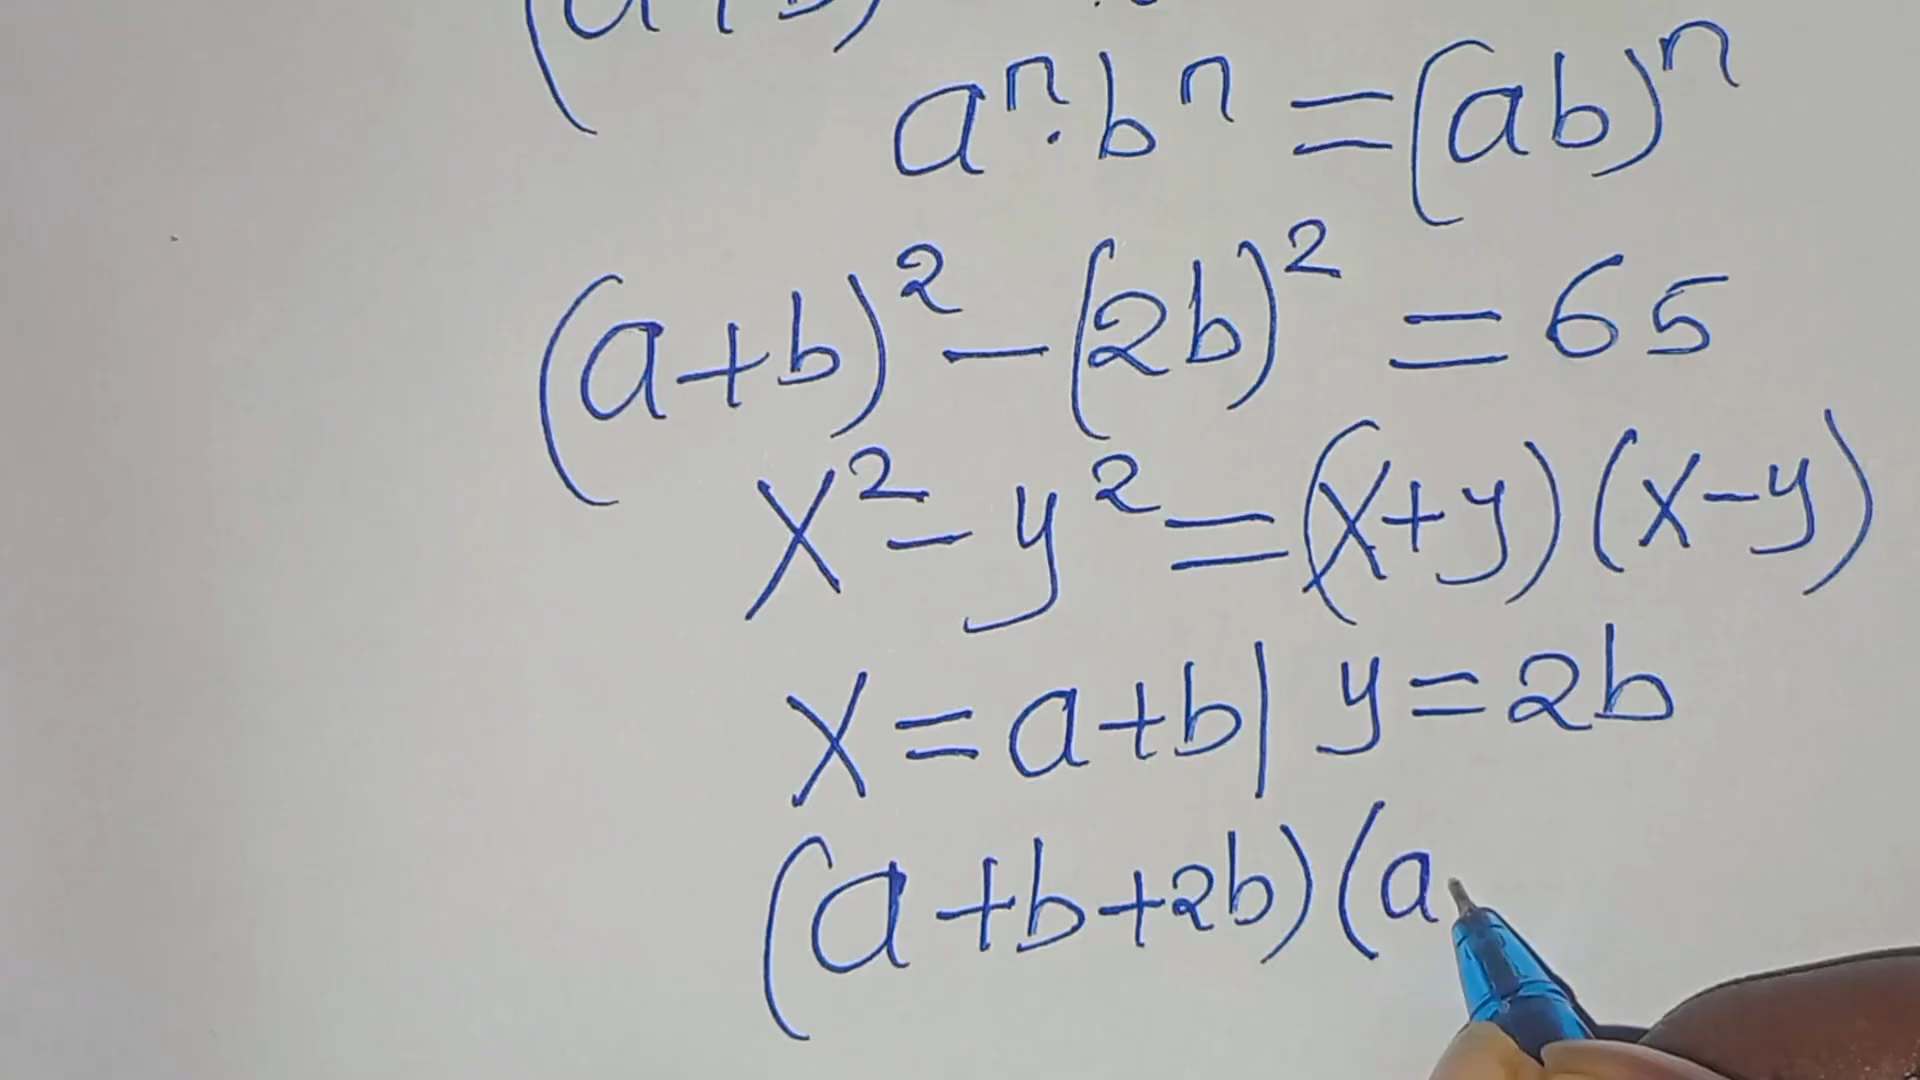 (a+b)
aⁿ·bⁿ=(ab)ⁿ
(a+b)²-(2b)²=65
x²-y²=(x+y)(x-y)
x=a+b|y=2b
(a+b+2b)(a